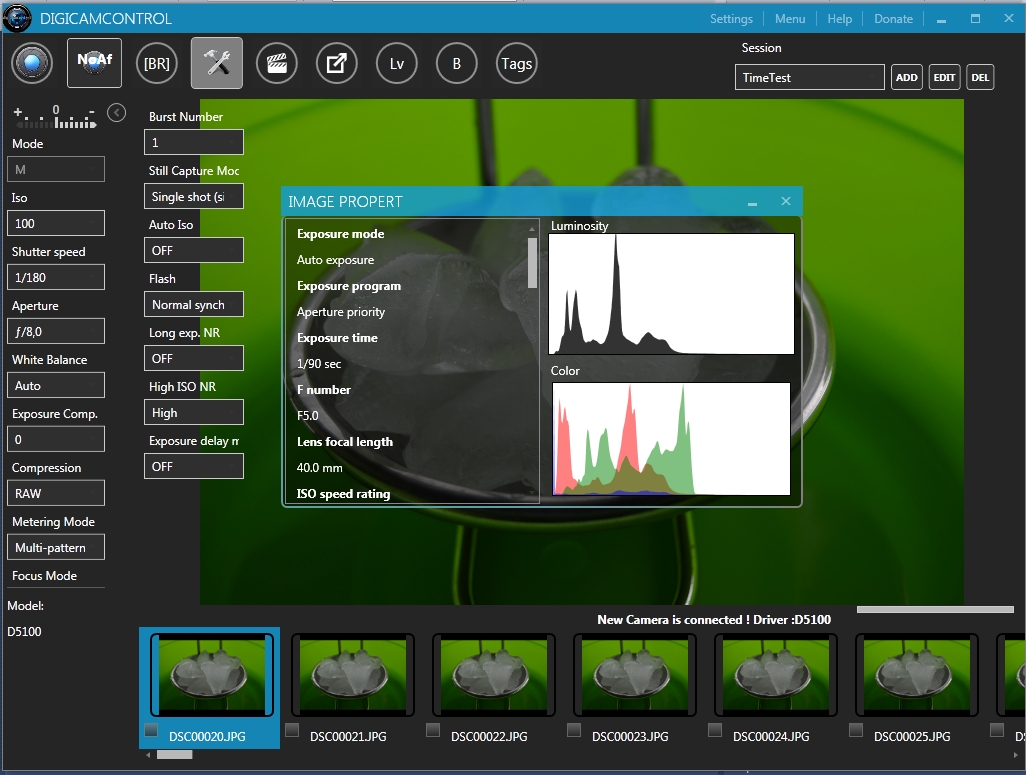 DIGICAMCONTROL
Settings
Menu
Help
Donate
NoAf
[BR]
Lv
B
Tags
Session
TimeTest
ADD
EDIT
DEL
+ 0 -
Mode
M
Iso
100
Shutter speed
1/180
Aperture
ƒ/8,0
White Balance
Auto
Exposure Comp.
0
Compression
RAW
Metering Mode
Multi-pattern
Focus Mode
Model:
D5100
Burst Number
1
Still Capture Moc
Single shot (si
Auto Iso
OFF
Flash
Normal synch
Long exp. NR
OFF
High ISO NR
High
Exposure delay m
OFF
IMAGE PROPERT
Exposure mode
Auto exposure
Exposure program
Aperture priority
Exposure time
1/90 sec
F number
F5.0
Lens focal length
40.0 mm
ISO speed rating
Luminosity
Color
New Camera is connected ! Driver :D5100
DSC00020.JPG
DSC00021.JPG
DSC00022.JPG
DSC00023.JPG
DSC00024.JPG
DSC00025.JPG